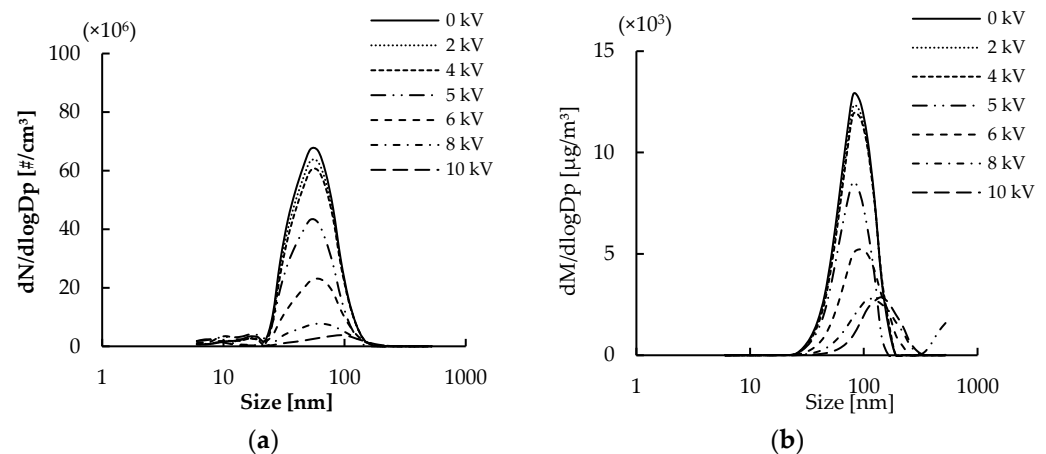 (×10⁶)
100
80
60
40
20
0
dN/dlogDp [#/cm³]
1
10
100
1000
Size [nm]
0 kV
2 kV
4 kV
5 kV
6 kV
8 kV
10 kV
(a)
(×10³)
15
10
5
0
dM/dlogDp [µg/m³]
1
10
100
1000
Size [nm]
0 kV
2 kV
4 kV
5 kV
6 kV
8 kV
10 kV
(b)